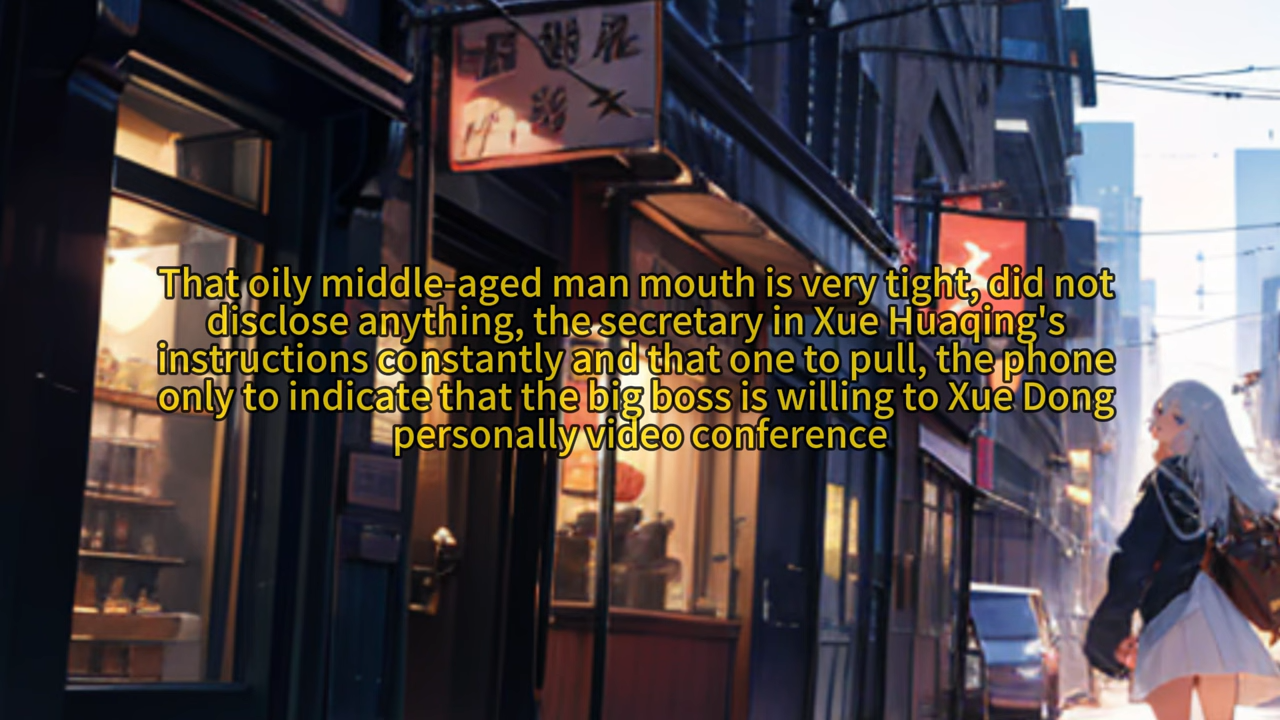 That oily middle-aged man mouth is very tight, did not
disclose anything, the secretary in Xue Huaqing's
instructions constantly and that one to pull, the phone
only to indicate that the big boss is willing to Xue Dong
personally video conference